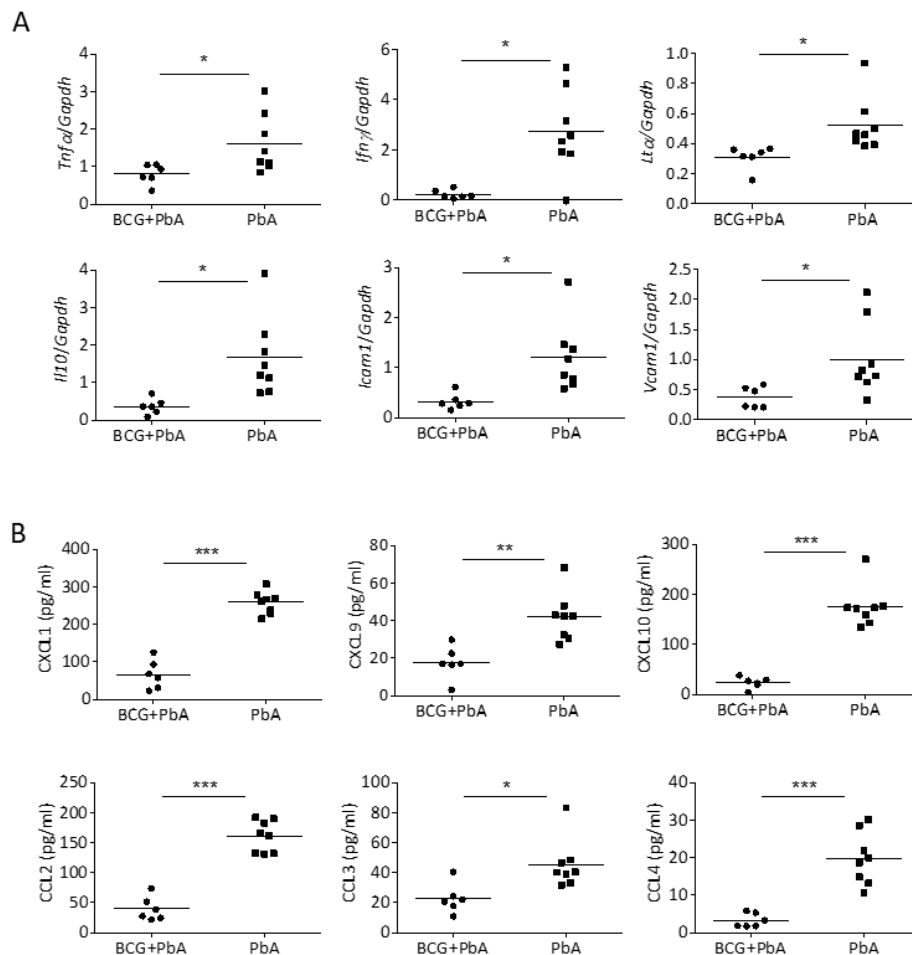 A
Tnfα/Gapdh
4
3
2
1
0
*
BCG+PbA
PbA
Ifnγ/Gapdh
6
4
2
0
*
BCG+PbA
PbA
Ltα/Gapdh
1.0
0.8
0.6
0.4
0.2
0.0
*
BCG+PbA
PbA
Il10/Gapdh
4
3
2
1
0
*
BCG+PbA
PbA
Icam1/Gapdh
3
2
1
0
*
BCG+PbA
PbA
Vcam1/Gapdh
2.5
2.0
1.5
1.0
0.5
0.0
*
BCG+PbA
PbA
B
CXCL1 (pg/ml)
400
300
200
100
0
***
BCG+PbA
PbA
CXCL9 (pg/ml)
80
60
40
20
0
**
BCG+PbA
PbA
CXCL10 (pg/ml)
300
200
100
0
***
BCG+PbA
PbA
CCL2 (pg/ml)
250
200
150
100
50
0
***
BCG+PbA
PbA
CCL3 (pg/ml)
100
80
60
40
20
0
*
BCG+PbA
PbA
CCL4 (pg/ml)
40
30
20
10
0
***
BCG+PbA
PbA